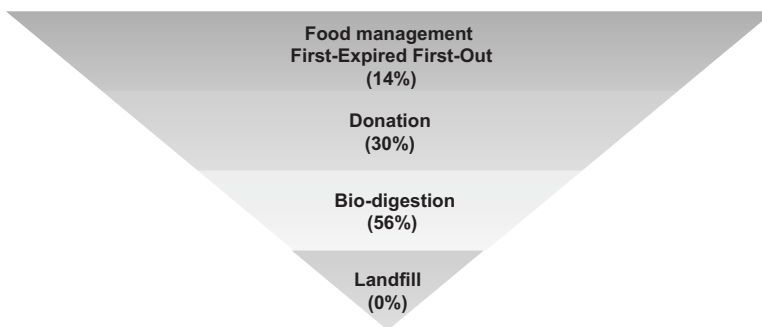 Food management
First-Expired First-Out
(14%)
Donation
(30%)
Bio-digestion
(56%)
Landfill
(0%)